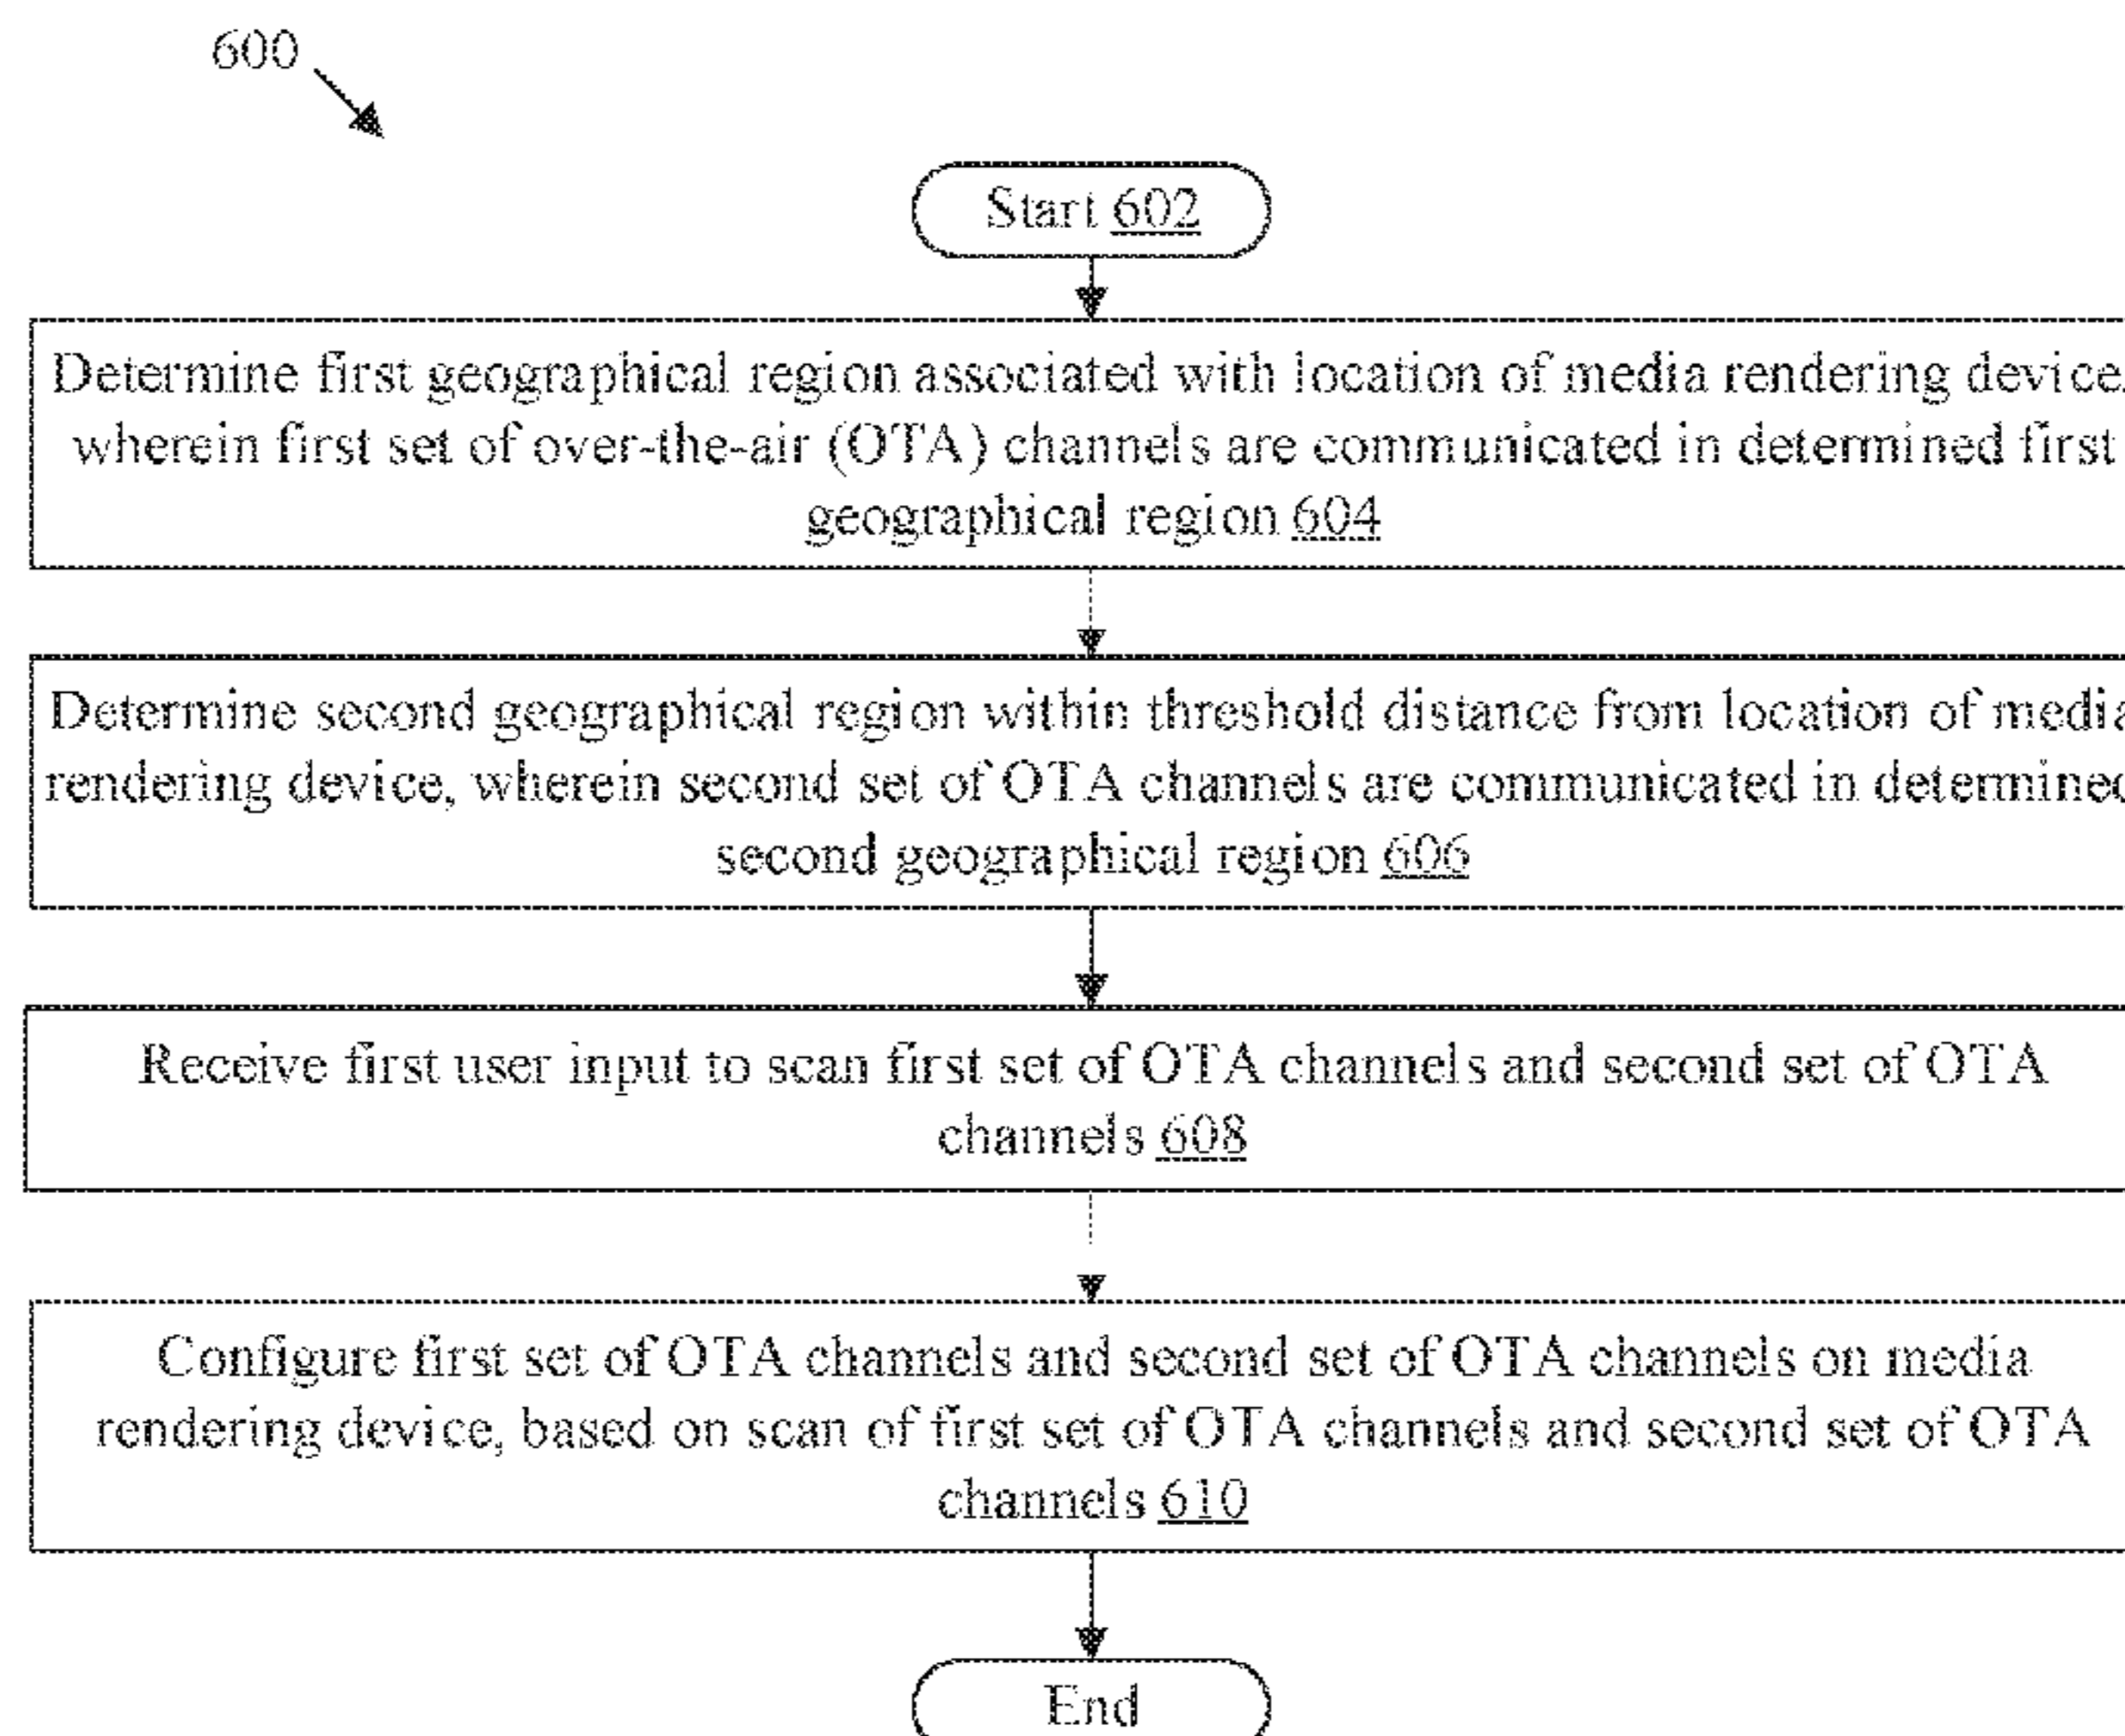 600
Start 602
Determine first geographical region associated with location of media rendering device,
wherein first set of over-the-air (OTA) channels are communicated in determined first
geographical region 604
Determine second geographical region within threshold distance from location of media
rendering device, wherein second set of OTA channels are communicated in determined
second geographical region 606
Receive first user input to scan first set of OTA channels and second set of OTA
channels 608
Configure first set of OTA channels and second set of OTA channels on media
rendering device, based on scan of first set of OTA channels and second set of OTA
channels 610
End